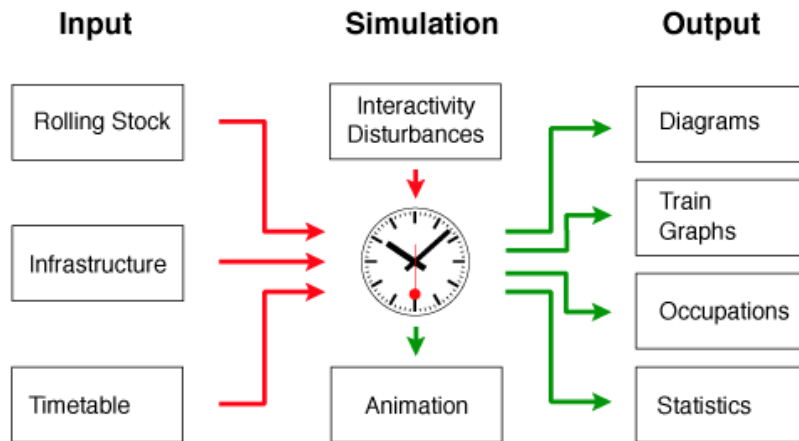 Input
Simulation
Output
Rolling Stock
Infrastructure
Timetable
Interactivity
Disturbances
Animation
Diagrams
Train
Graphs
Occupations
Statistics